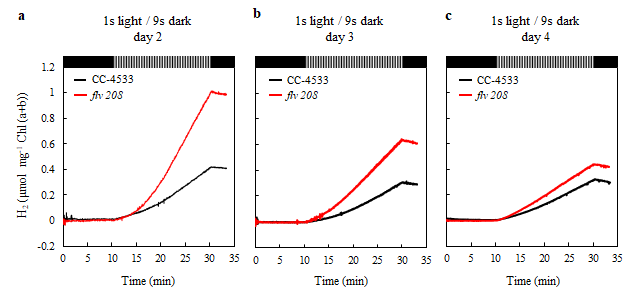 a
1s light / 9s dark
day 2
b
1s light / 9s dark
day 3
c
1s light / 9s dark
day 4
H2 (µmol mg-1 Chl (a+b))
1.2
1
0.8
0.6
0.4
0.2
0
-0.2
CC-4533
flv 208
0 5 10 15 20 25 30 35
Time (min)
CC-4533
flv 208
0 5 10 15 20 25 30 35
Time (min)
CC-4533
flv 208
0 5 10 15 20 25 30 35
Time (min)